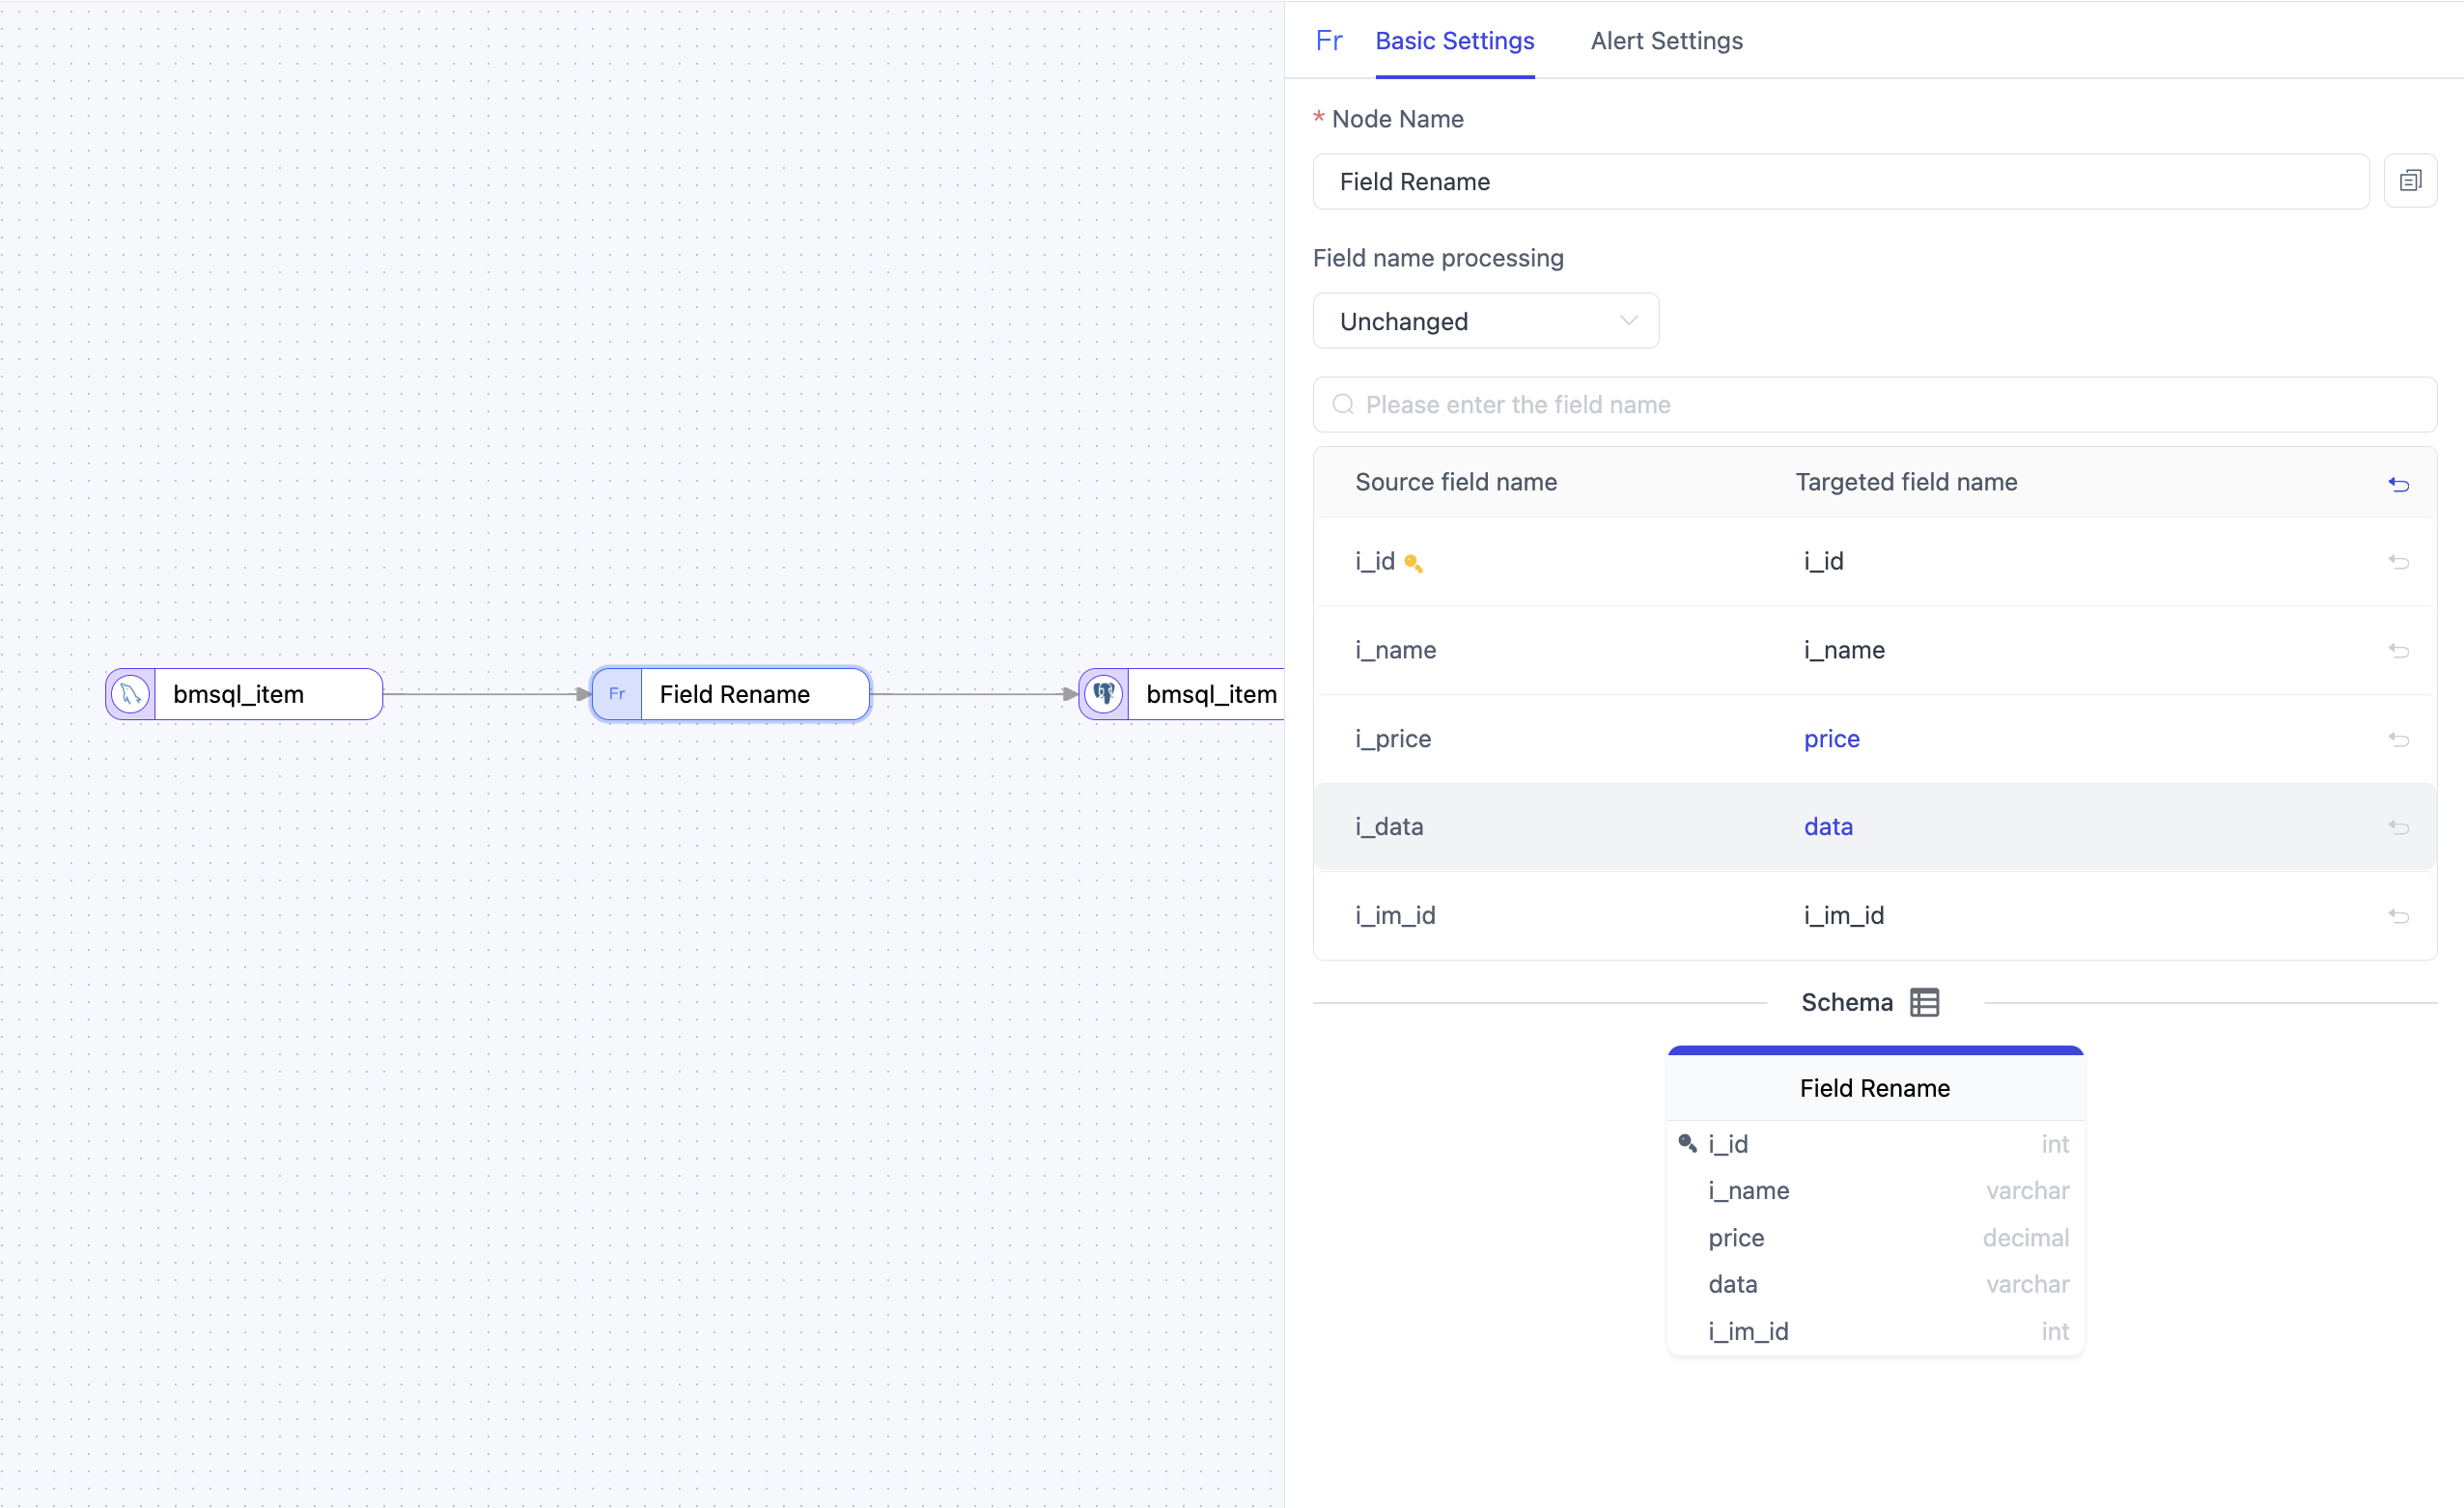 Fr Basic Settings Alert Settings
* Node Name
Field Rename
Field name processing
Unchanged
Please enter the field name
Source field name Targeted field name
i_id i_id
i_name i_name
i_price price
i_data data
i_im_id i_im_id
Schema
Field Rename
i_id int
i_name varchar
price decimal
data varchar
i_im_id int
bmsql_item
Fr Field Rename
bmsql_item